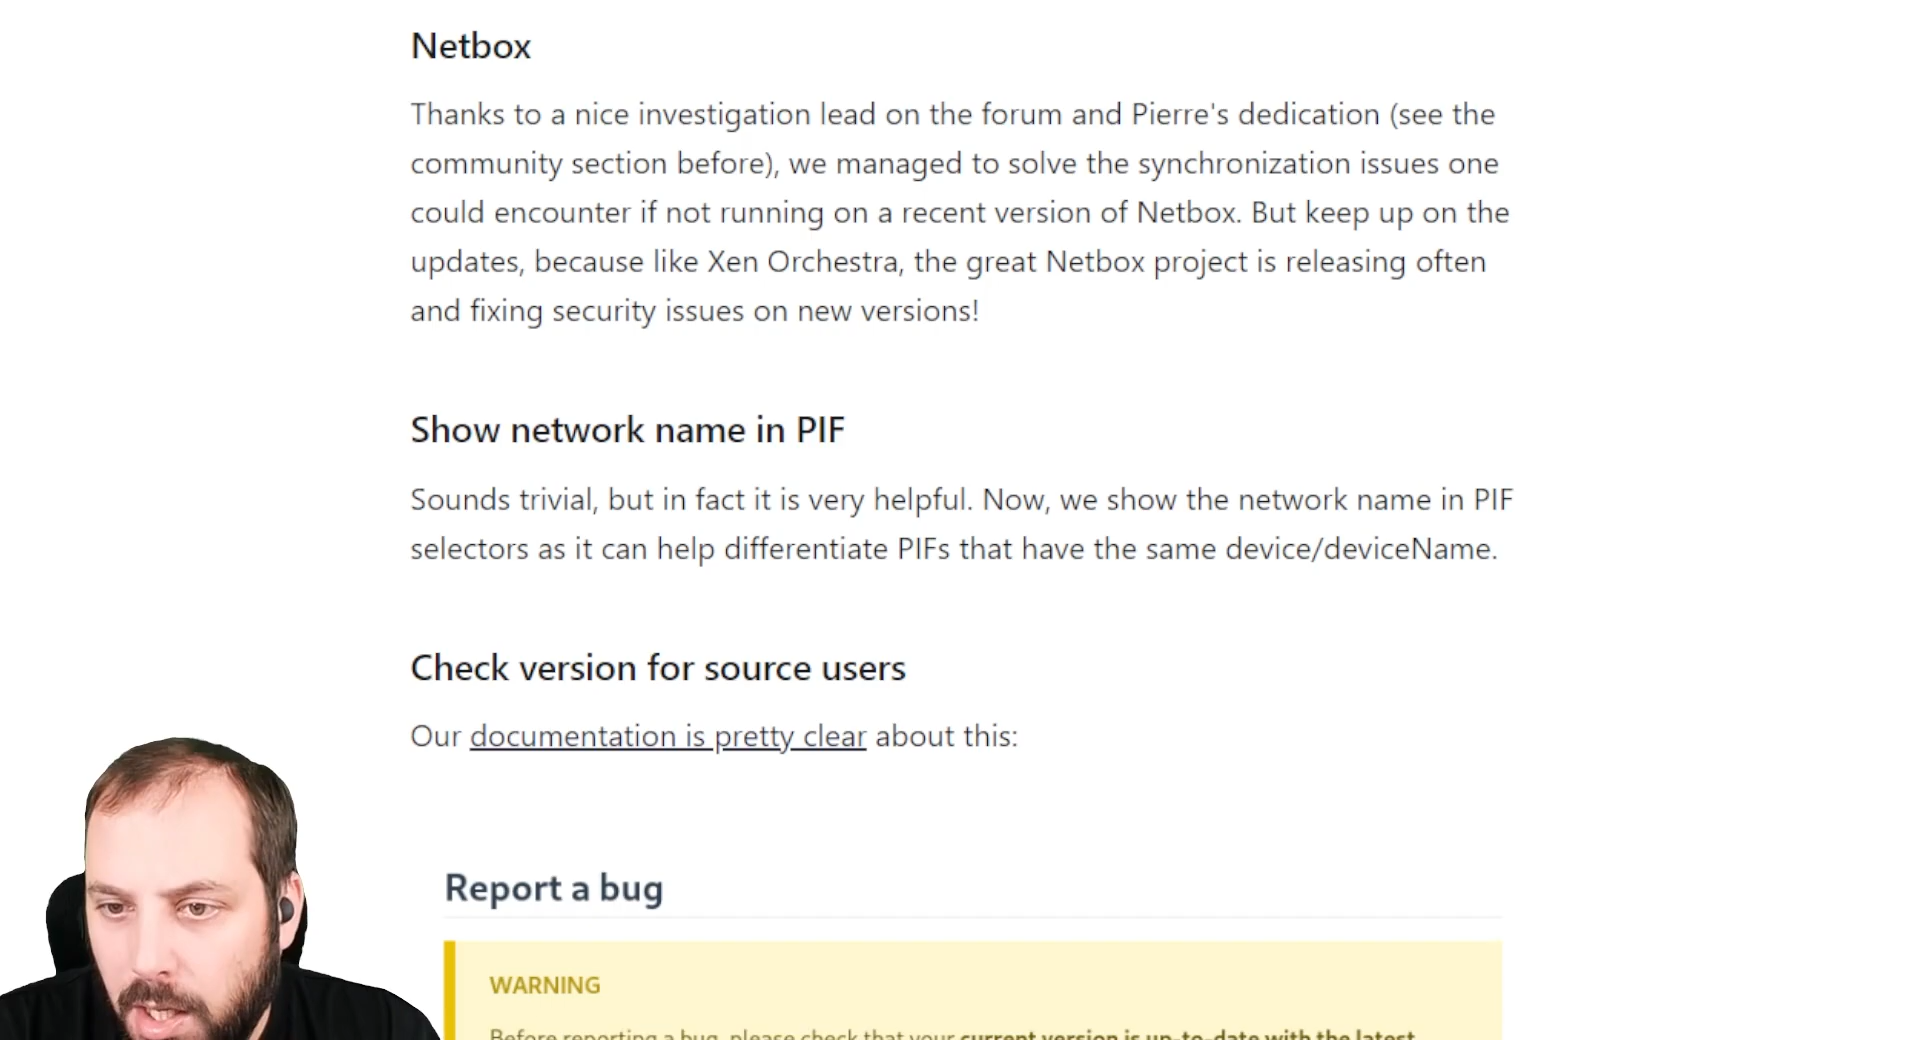 Netbox
Thanks to a nice investigation lead on the forum and Pierre's dedication (see the
community section before), we managed to solve the synchronization issues one
could encounter if not running on a recent version of Netbox. But keep up on the
updates, because like Xen Orchestra, the great Netbox project is releasing often
and fixing security issues on new versions!
Show network name in PIF
Sounds trivial, but in fact it is very helpful. Now, we show the network name in PIF
selectors as it can help differentiate PIFs that have the same device/deviceName.
Check version for source users
Our documentation is pretty clear about this:
Report a bug
WARNING
Before reporting a bug, please check that your current version is up-to-date with the latest